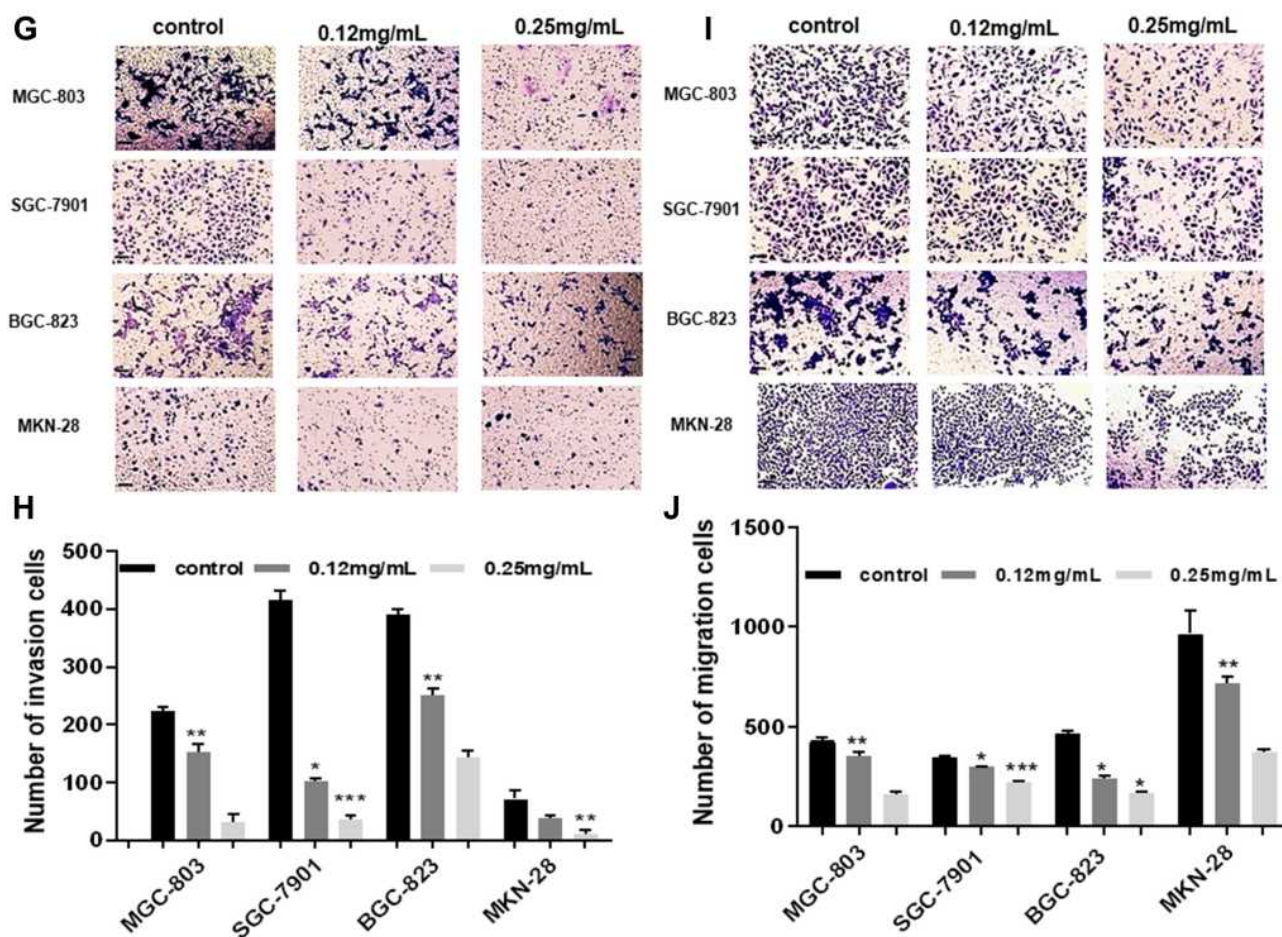 G
control 0.12mg/mL 0.25mg/mL
MGC-803
SGC-7901
BGC-823
MKN-28
I
control 0.12mg/mL 0.25mg/mL
MGC-803
SGC-7901
BGC-823
MKN-28
H
Number of invasion cells
500
400
300
200
100
0
control 0.12mg/mL 0.25mg/mL
**
*
***
**
**
MGC-803 SGC-7901 BGC-823 MKN-28
J
Number of migration cells
1500
1000
500
0
control 0.12mg/mL 0.25mg/mL
**
*
***
*
*
**
MGC-803 SGC-7901 BGC-823 MKN-28